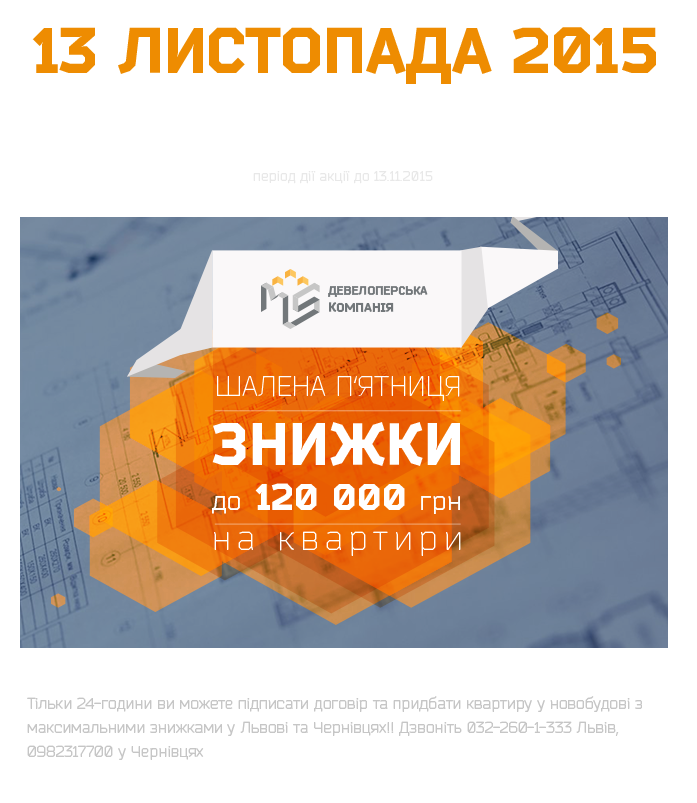 13 ЛИСТОПАДА 2015
період дії акції до 13.11.2015
MS ДЕВЕЛОПЕРСЬКА
КОМПАНІЯ
ШАЛЕНА П'ЯТНИЦЯ
ЗНИЖКИ
до 120 000 грн
на квартири
Тільки 24-години ви можете підписати договір та придбати квартиру у новобудові з
максимальними знижками у Львові та Чернівцях!! Дзвоніть 032-260-1-333 Львів,
0982317700 у Чернівцях